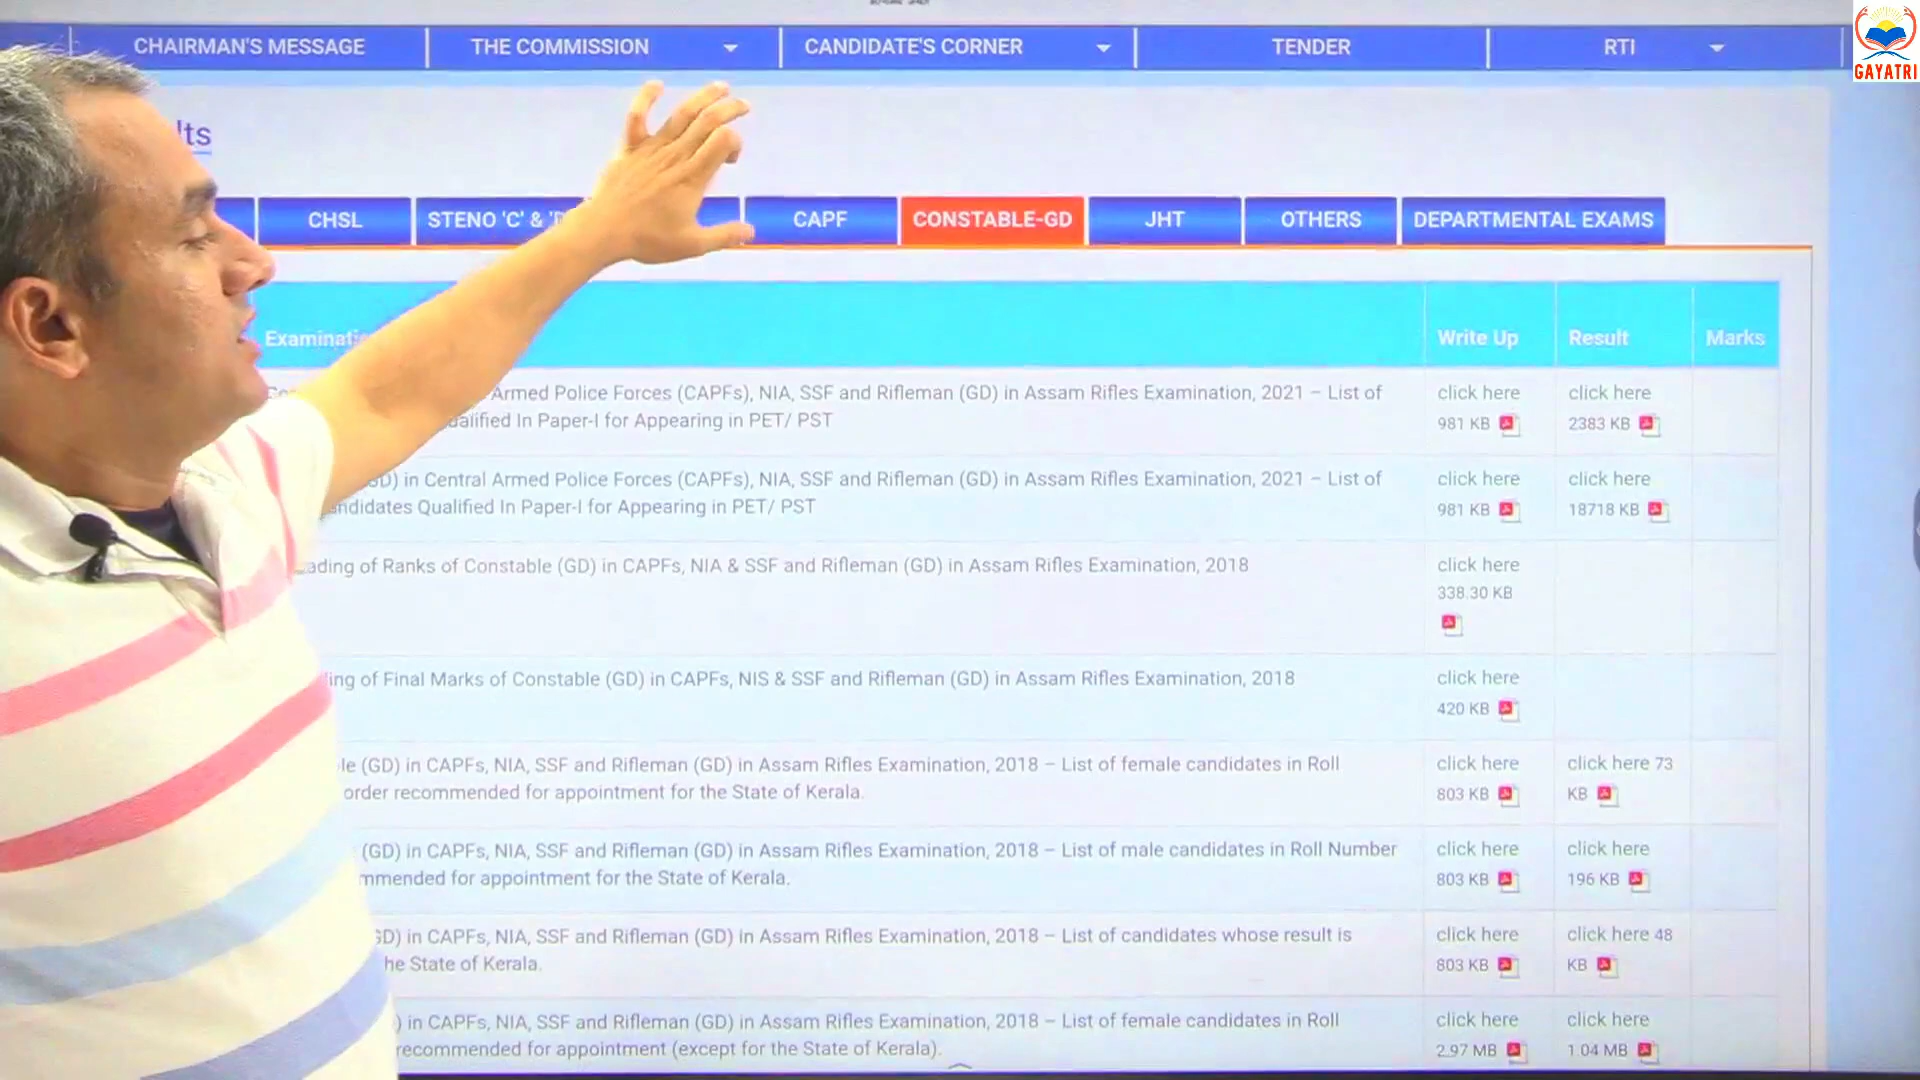 CHAIRMAN'S MESSAGE THE COMMISSION CANDIDATE'S CORNER TENDER RTI
GAYATRI
lts
CHSL STENO 'C' & 'D CAPF CONSTABLE-GD JHT OTHERS DEPARTMENTAL EXAMS
Examinati Write Up Result Marks
Armed Police Forces (CAPFs), NIA, SSF and Rifleman (GD) in Assam Rifles Examination, 2021 – List of click here click here
alified In Paper-I for Appearing in PET/ PST 981 KB 2383 KB
GD) in Central Armed Police Forces (CAPFs), NIA, SSF and Rifleman (GD) in Assam Rifles Examination, 2021 – List of click here click here
ndidates Qualified In Paper-I for Appearing in PET/ PST 981 KB 18718 KB
ading of Ranks of Constable (GD) in CAPFs, NIA & SSF and Rifleman (GD) in Assam Rifles Examination, 2018 click here
338.30 KB
ing of Final Marks of Constable (GD) in CAPFs, NIS & SSF and Rifleman (GD) in Assam Rifles Examination, 2018 click here
420 KB
le (GD) in CAPFs, NIA, SSF and Rifleman (GD) in Assam Rifles Examination, 2018 – List of female candidates in Roll click here click here 73
order recommended for appointment for the State of Kerala. 803 KB KB
(GD) in CAPFs, NIA, SSF and Rifleman (GD) in Assam Rifles Examination, 2018 – List of male candidates in Roll Number click here click here
mmended for appointment for the State of Kerala. 803 KB 196 KB
GD) in CAPFs, NIA, SSF and Rifleman (GD) in Assam Rifles Examination, 2018 – List of candidates whose result is click here click here 48
he State of Kerala. 803 KB KB
) in CAPFs, NIA, SSF and Rifleman (GD) in Assam Rifles Examination, 2018 – List of female candidates in Roll click here click here
recommended for appointment (except for the State of Kerala). 2.97 MB 1.04 MB